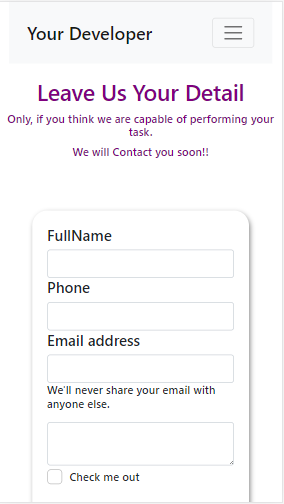 Your Developer
Leave Us Your Detail
Only, if you think we are capable of performing your
task.
We will Contact you soon!!
FullName
Phone
Email address
We'll never share your email with
anyone else.
Check me out